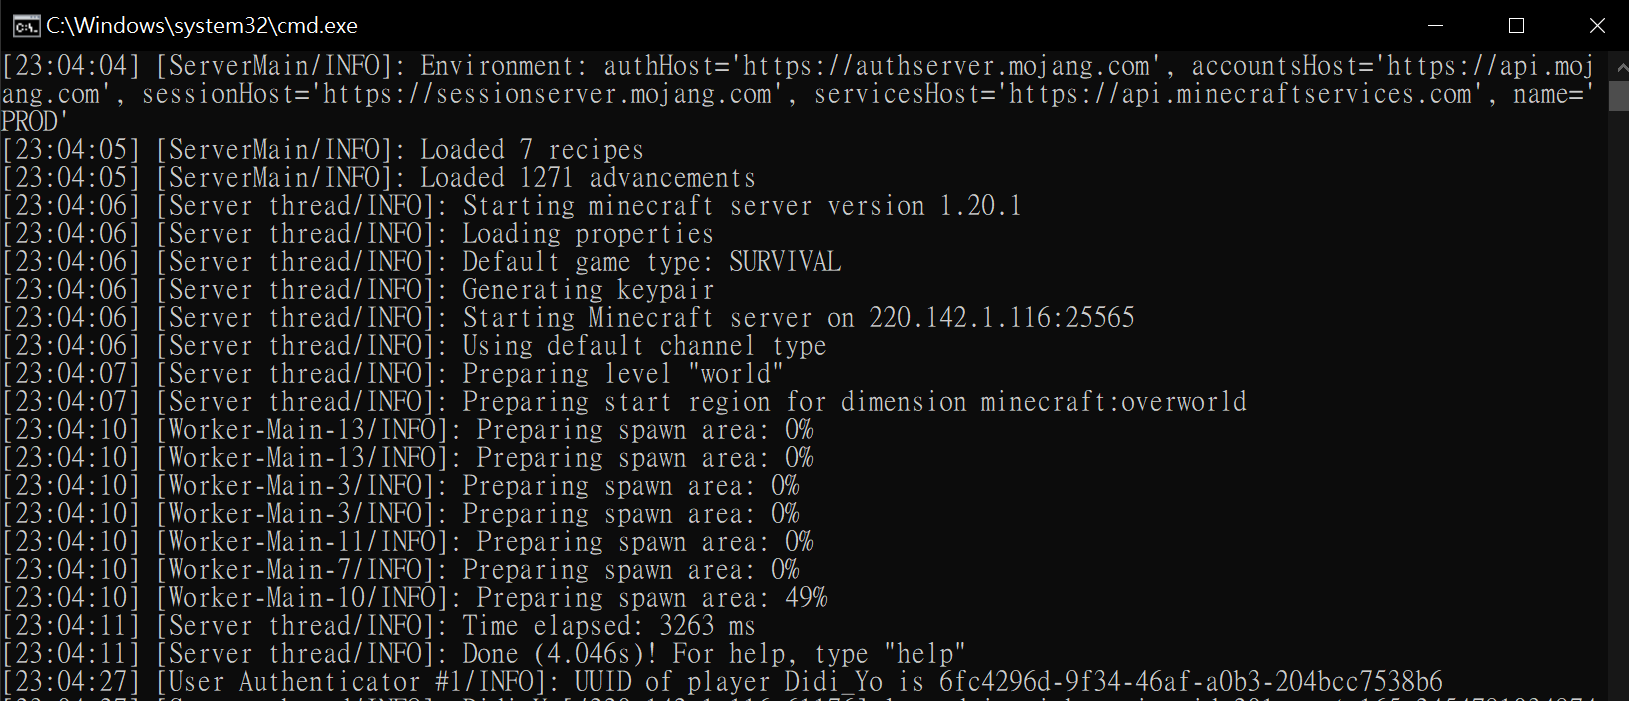 C:\Windows\system32\cmd.exe
[23:04:04] [ServerMain/INFO]: Environment: authHost='https://authserver.mojang.com', accountsHost='https://api.moj
ang.com', sessionHost='https://sessionserver.mojang.com', servicesHost='https://api.minecraftservices.com', name='
PROD'
[23:04:05] [ServerMain/INFO]: Loaded 7 recipes
[23:04:05] [ServerMain/INFO]: Loaded 1271 advancements
[23:04:06] [Server thread/INFO]: Starting minecraft server version 1.20.1
[23:04:06] [Server thread/INFO]: Loading properties
[23:04:06] [Server thread/INFO]: Default game type: SURVIVAL
[23:04:06] [Server thread/INFO]: Generating keypair
[23:04:06] [Server thread/INFO]: Starting Minecraft server on 220.142.1.116:25565
[23:04:06] [Server thread/INFO]: Using default channel type
[23:04:07] [Server thread/INFO]: Preparing level "world"
[23:04:07] [Server thread/INFO]: Preparing start region for dimension minecraft:overworld
[23:04:10] [Worker-Main-13/INFO]: Preparing spawn area: 0%
[23:04:10] [Worker-Main-13/INFO]: Preparing spawn area: 0%
[23:04:10] [Worker-Main-3/INFO]: Preparing spawn area: 0%
[23:04:10] [Worker-Main-3/INFO]: Preparing spawn area: 0%
[23:04:10] [Worker-Main-11/INFO]: Preparing spawn area: 0%
[23:04:10] [Worker-Main-7/INFO]: Preparing spawn area: 0%
[23:04:10] [Worker-Main-10/INFO]: Preparing spawn area: 49%
[23:04:11] [Server thread/INFO]: Time elapsed: 3263 ms
[23:04:11] [Server thread/INFO]: Done (4.046s)! For help, type "help"
[23:04:27] [User Authenticator #1/INFO]: UUID of player Didi_Yo is 6fc4296d-9f34-46af-a0b3-204bcc7538b6